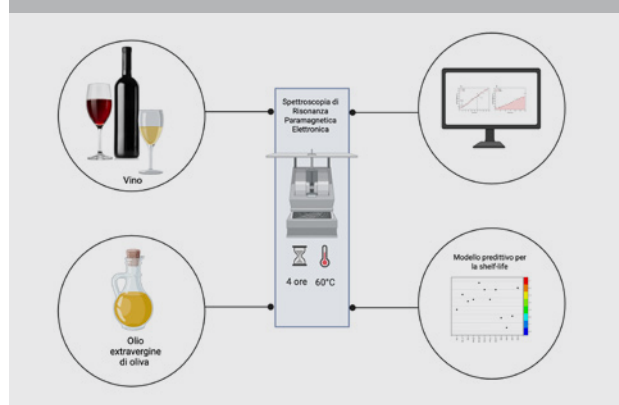 Vino
Spettroscopia di
Risonanza
Paramagnetica
Elettronica
4 ore 60°C
Olio
extravergine
di oliva
Modello predittivo per
la shelf-life